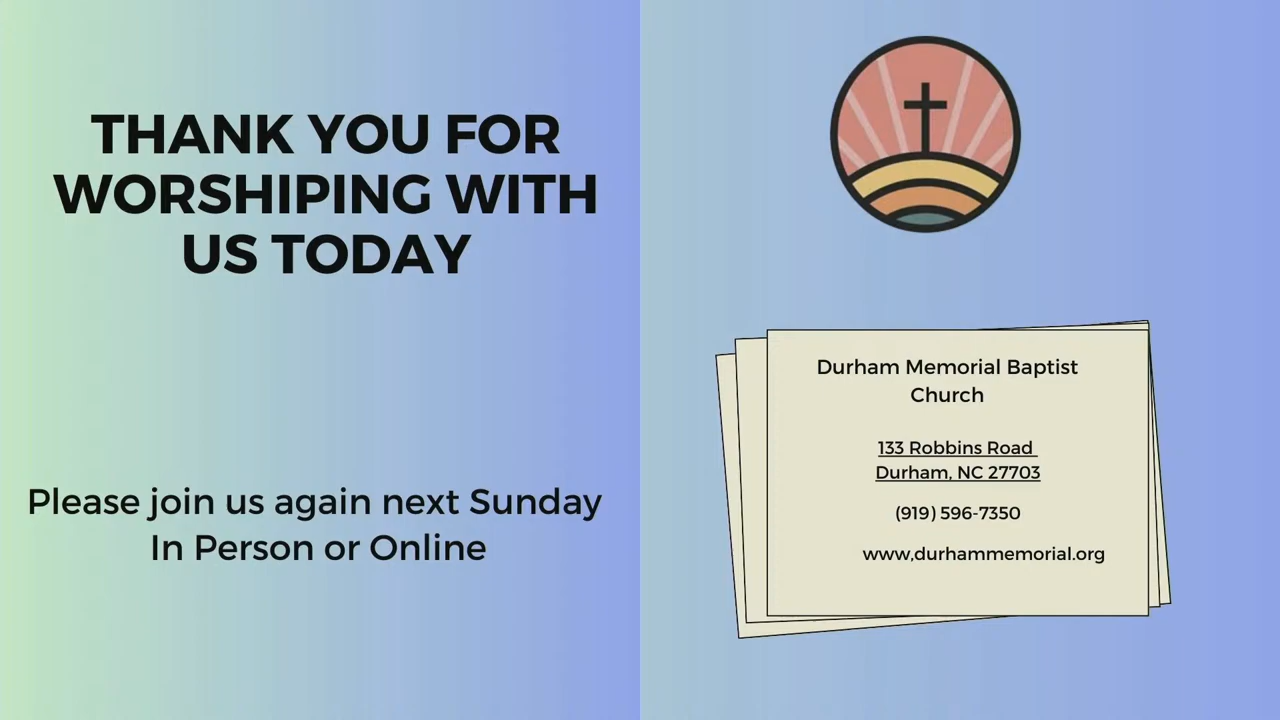 THANK YOU FOR
WORSHIPING WITH
US TODAY
Please join us again next Sunday
In Person or Online
Durham Memorial Baptist
Church
133 Robbins Road
Durham, NC 27703
(919) 596-7350
www,durhammemorial.org